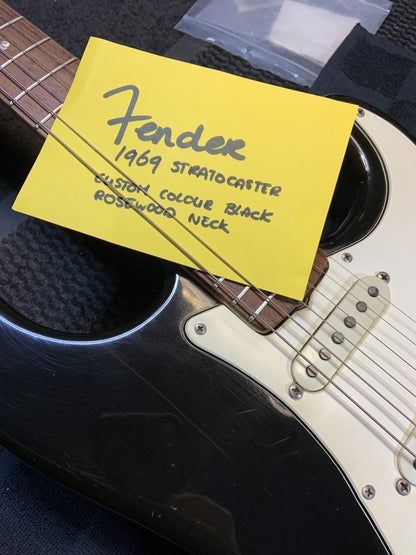 Fender
1969 STRATOCASTER
CUSTOM COLOUR BLACK
ROSEWOOD NECK